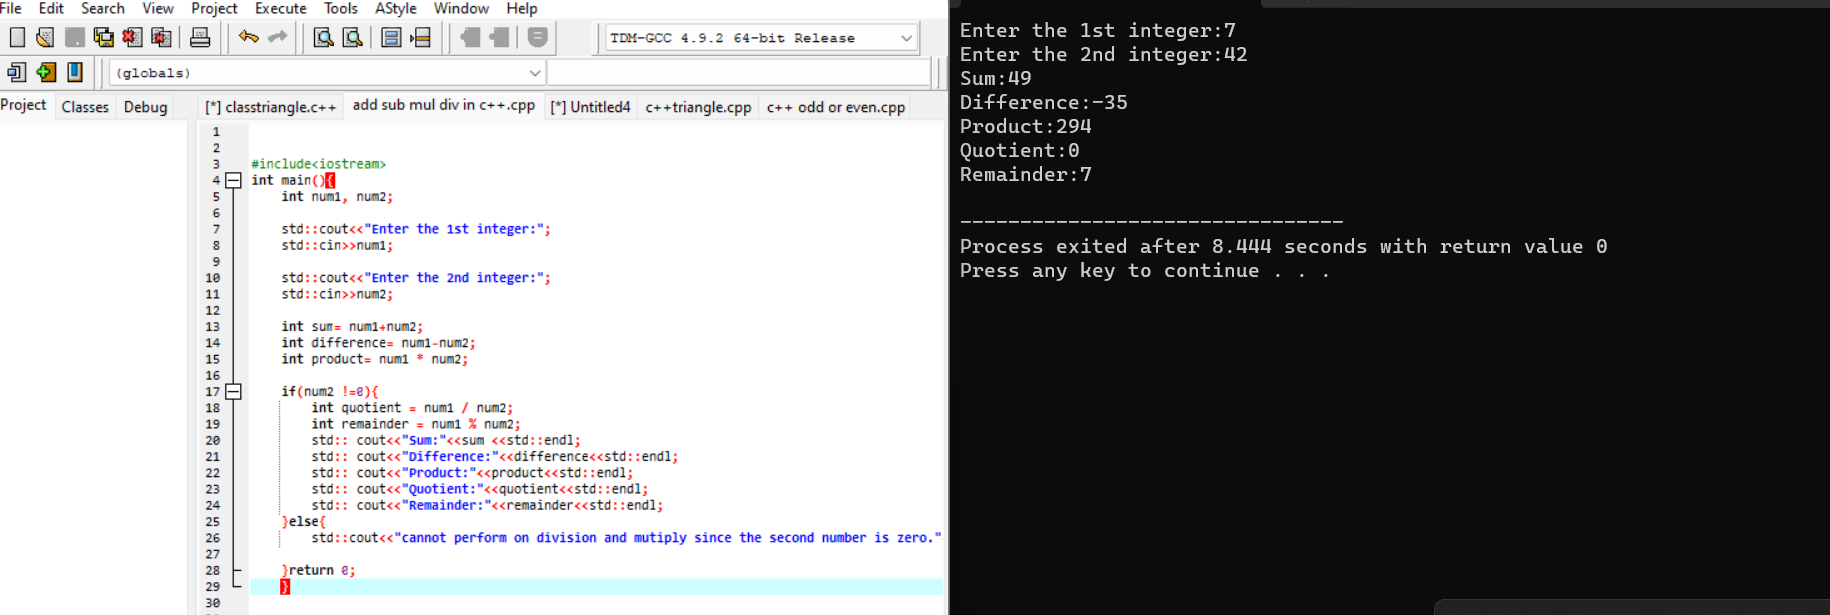 File Edit Search View Project Execute Tools AStyle Window Help
TDM-GCC 4.9.2 64-bit Release
(globals)
Project Classes Debug [*] classtriangle.c++ add sub mul div in c++.cpp [*] Untitled4 c++triangle.cpp c++ odd or even.cpp
1
2
3 #include<iostream>
4 int main(){
5 int num1, num2;
6
7 std::cout<<"Enter the 1st integer:";
8 std::cin>>num1;
9
10 std::cout<<"Enter the 2nd integer:";
11 std::cin>>num2;
12
13 int sum= num1+num2;
14 int difference= num1-num2;
15 int product= num1 * num2;
16
17 if(num2 !=0){
18 int quotient = num1 / num2;
19 int remainder = num1 % num2;
20 std:: cout<<"Sum:"<<sum <<std::endl;
21 std:: cout<<"Difference:"<<difference<<std::endl;
22 std:: cout<<"Product:"<<product<<std::endl;
23 std:: cout<<"Quotient:"<<quotient<<std::endl;
24 std:: cout<<"Remainder:"<<remainder<<std::endl;
25 }else{
26 std::cout<<"cannot perform on division and mutiply since the second number is zero."
27
28 }return 0;
29 }
30
Enter the 1st integer:7
Enter the 2nd integer:42
Sum:49
Difference:-35
Product:294
Quotient:0
Remainder:7
--------------------------------
Process exited after 8.444 seconds with return value 0
Press any key to continue . . .